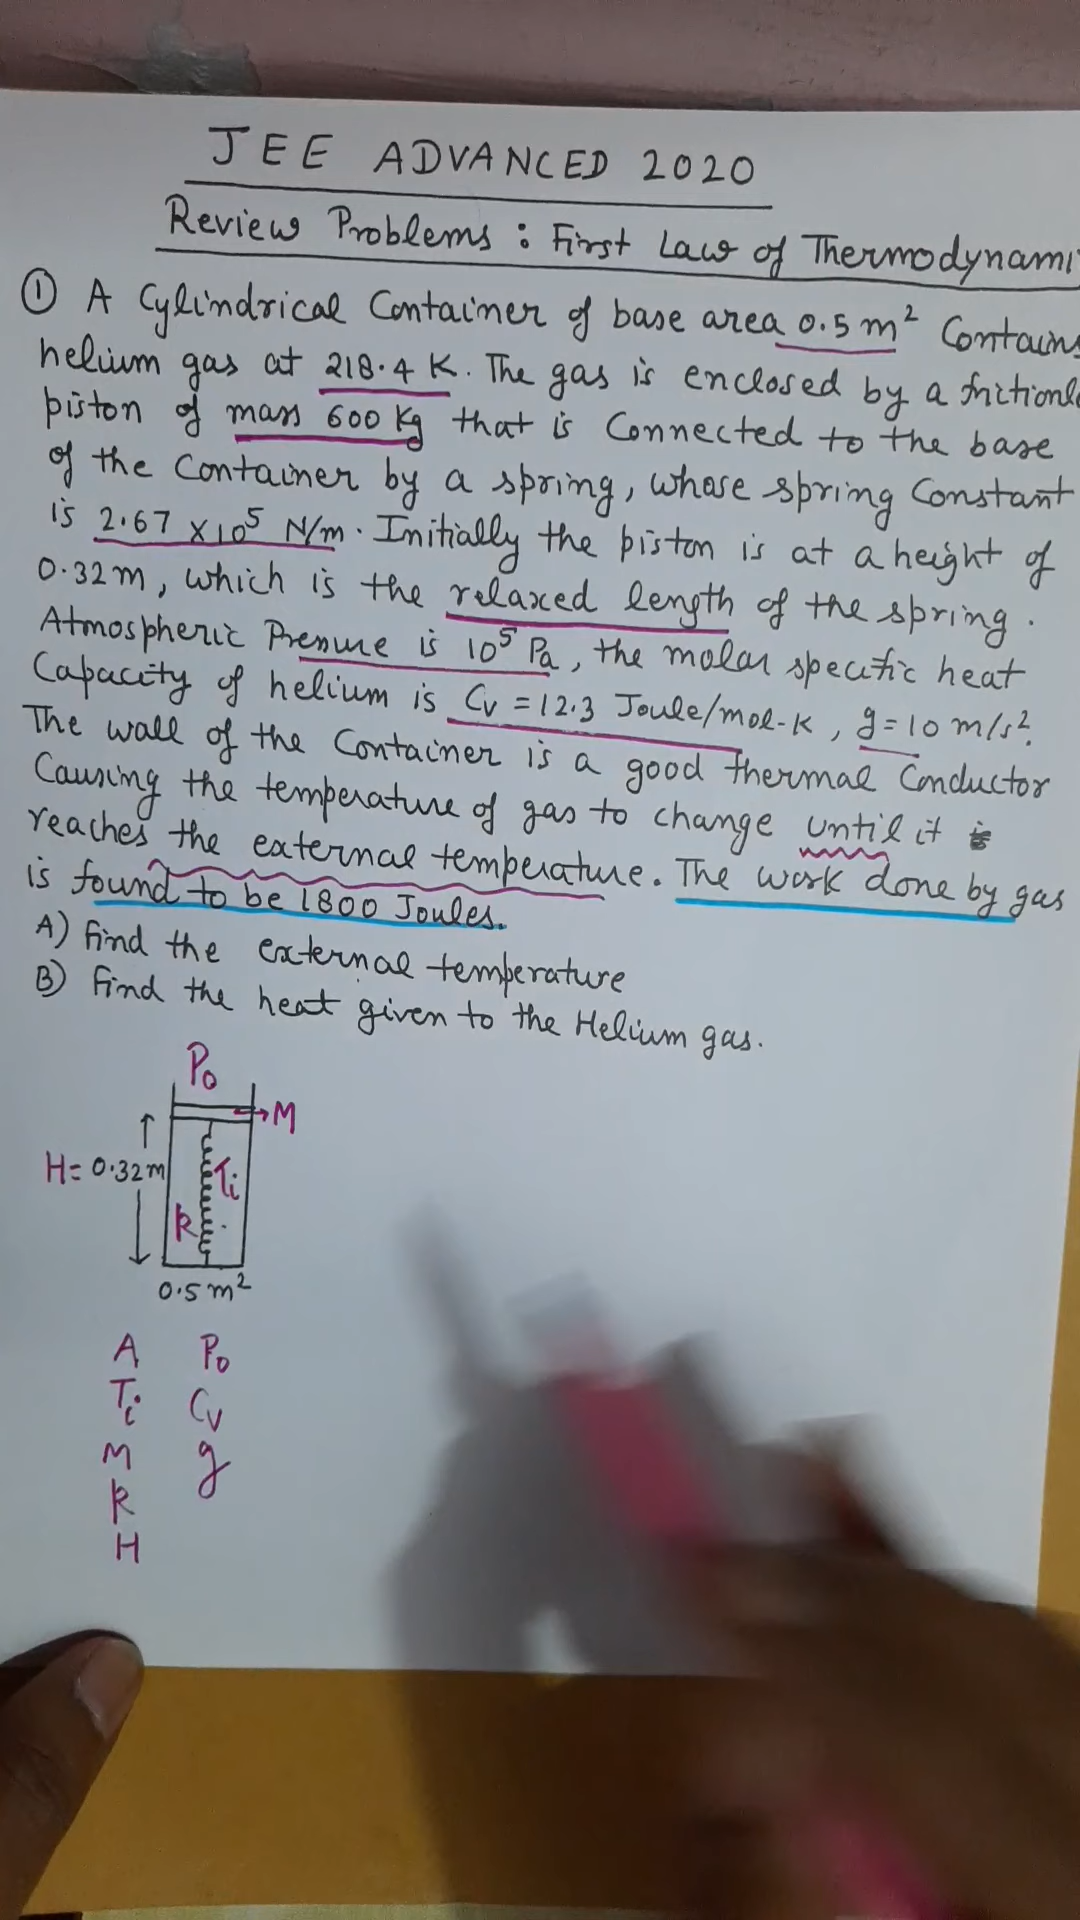 JEE ADVANCED 2020
Review Problems : First Law of Thermodynami
① A Cylindrical Container of base area 0.5 m² Contains
helium gas at 218.4 K. The gas is enclosed by a frictionl
piston of mass 600 Kg that is Connected to the base
of the Container by a spring, whose spring Constant
is 2.67 × 10⁵ N/m. Initially the piston is at a height of
0.32m, which is the relaxed length of the spring.
Atmospheric Pressure is 10⁵ Pa, the molar specific heat
Capacity of helium is Cv = 12.3 Joule/mol-K, g = 10 m/s².
The wall of the Container is a good thermal Conductor
Causing the temperature of gas to change until it is
reaches the external temperature. The work done by gas
is found to be 1800 Joules.
A) find the external temperature
B) find the heat given to the Helium gas.
P₀
M
H = 0.32m
Ti
k
0.5 m²
A P₀
Ti Cv
M g
k
H